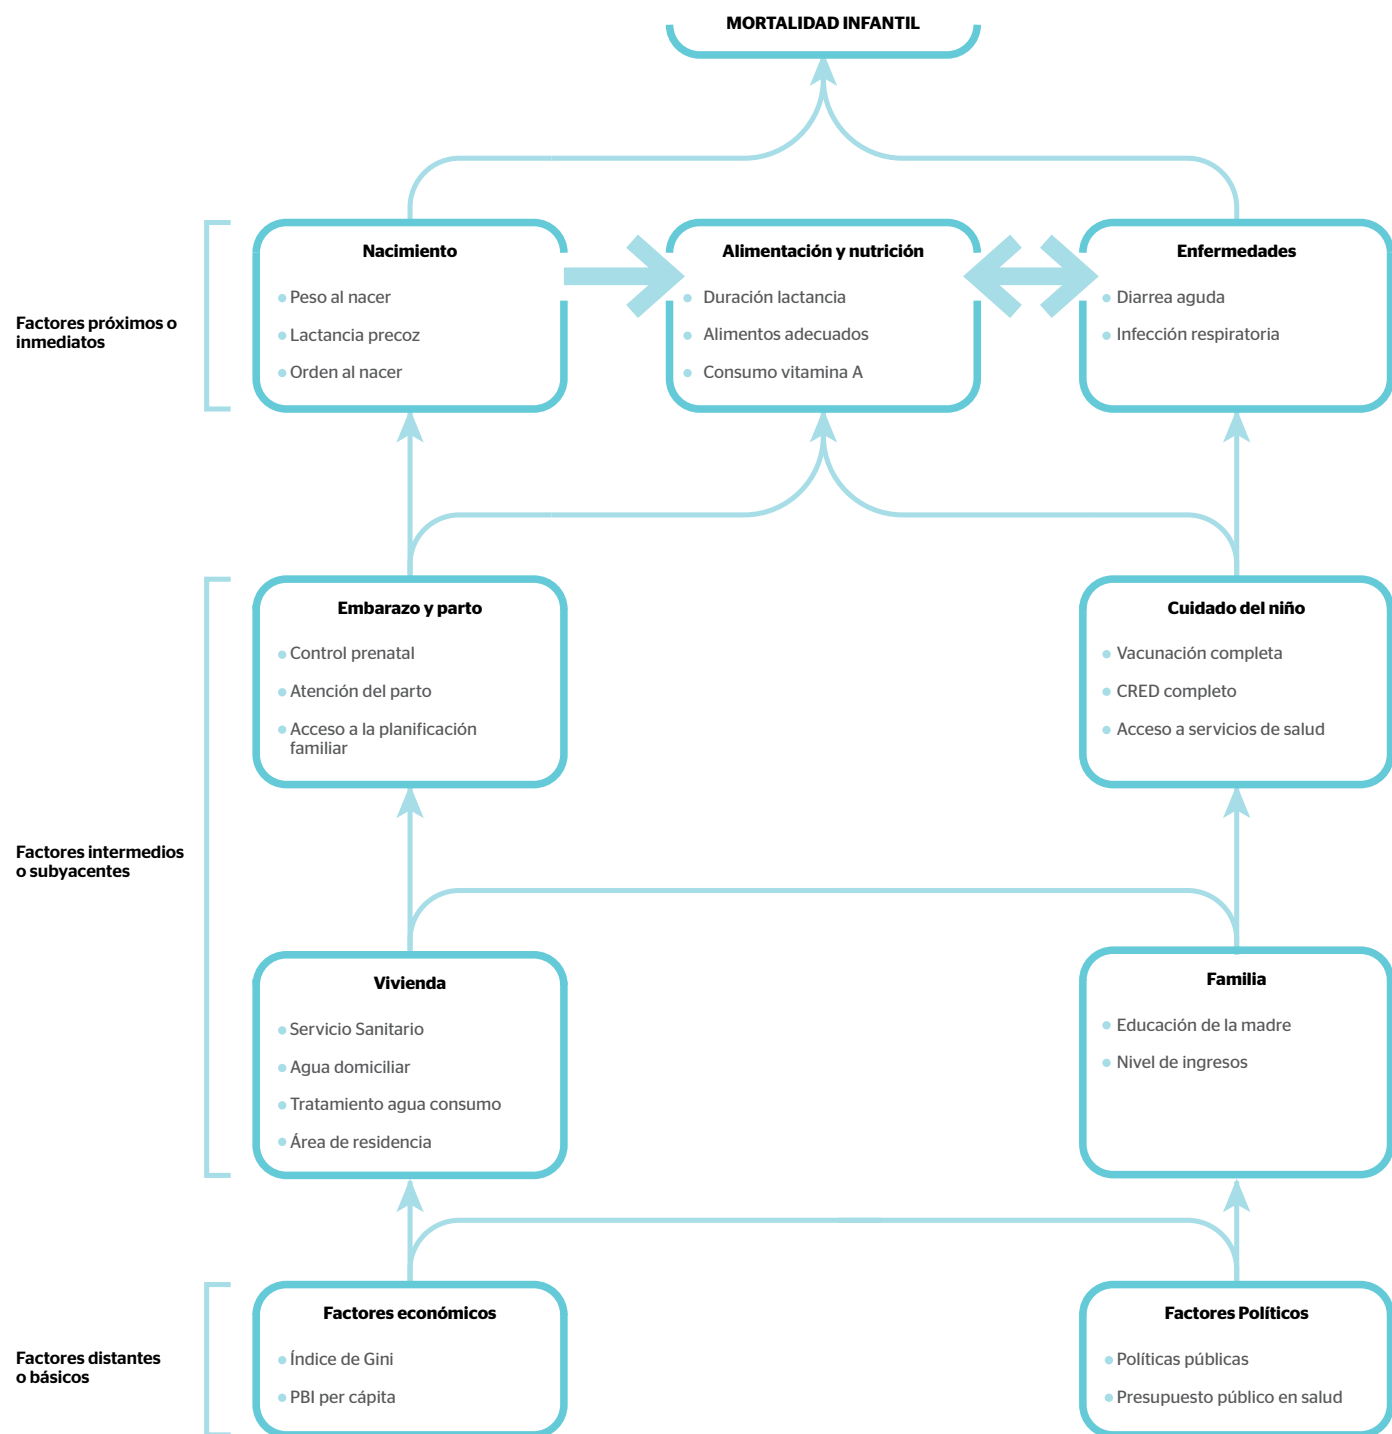 MORTALIDAD INFANTIL
Factores próximos o
inmediatos
Nacimiento
Peso al nacer
Lactancia precoz
Orden al nacer
Alimentación y nutrición
Duración lactancia
Alimentos adecuados
Consumo vitamina A
Enfermedades
Diarrea aguda
Infección respiratoria
Factores intermedios
o subyacentes
Embarazo y parto
Control prenatal
Atención del parto
Acceso a la planificación
familiar
Cuidado del niño
Vacunación completa
CRED completo
Acceso a servicios de salud
Vivienda
Servicio Sanitario
Agua domiciliar
Tratamiento agua consumo
Área de residencia
Familia
Educación de la madre
Nivel de ingresos
Factores distantes
o básicos
Factores económicos
Índice de Gini
PBI per cápita
Factores Políticos
Políticas públicas
Presupuesto público en salud